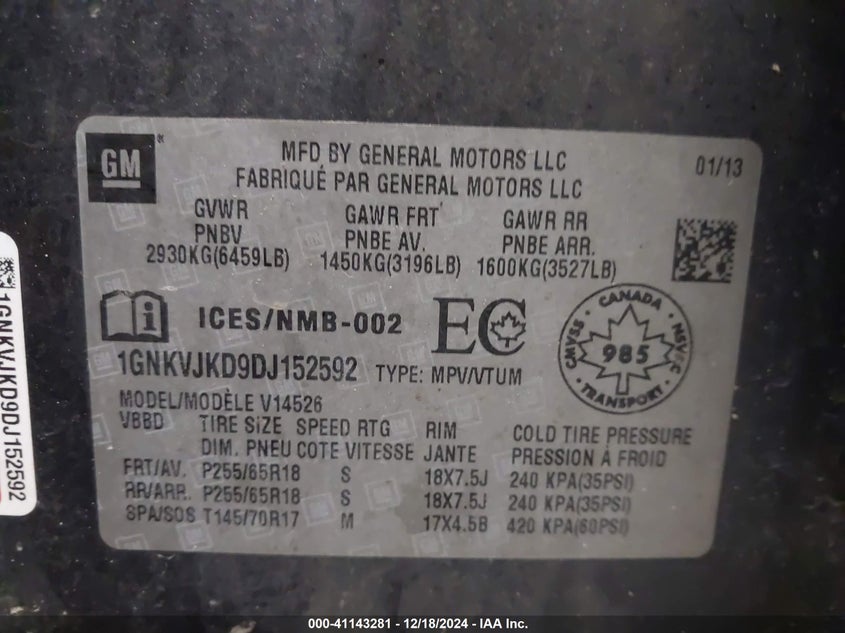 GM
MFD BY GENERAL MOTORS LLC
01/13
FABRIQUÉ PAR GENERAL MOTORS LLC
GVWR GAWR FRT GAWR RR
PNBV PNBE AV. PNBE ARR.
2930KG(6459LB) 1450KG(3196LB) 1600KG(3527LB)
ICES/NMB-002 EC
CANADA
CMVSS 985 NSVAC
TRANSPORT
1GNKVJKD9DJ152592 TYPE: MPV/VTUM
MODEL/MODÈLE V14526
VBBD TIRE SIZE SPEED RTG RIM COLD TIRE PRESSURE
DIM. PNEU COTE VITESSE JANTE PRESSION À FROID
FRT/AV. P255/65R18 S 18X7.5J 240 KPA(35PSI)
RR/ARR. P255/65R18 S 18X7.5J 240 KPA(35PSI)
SPA/SOS T145/70R17 M 17X4.5B 420 KPA(60PSI)
1GNKVJKD9DJ152592
000-41143281 - 12/18/2024 - IAA Inc.